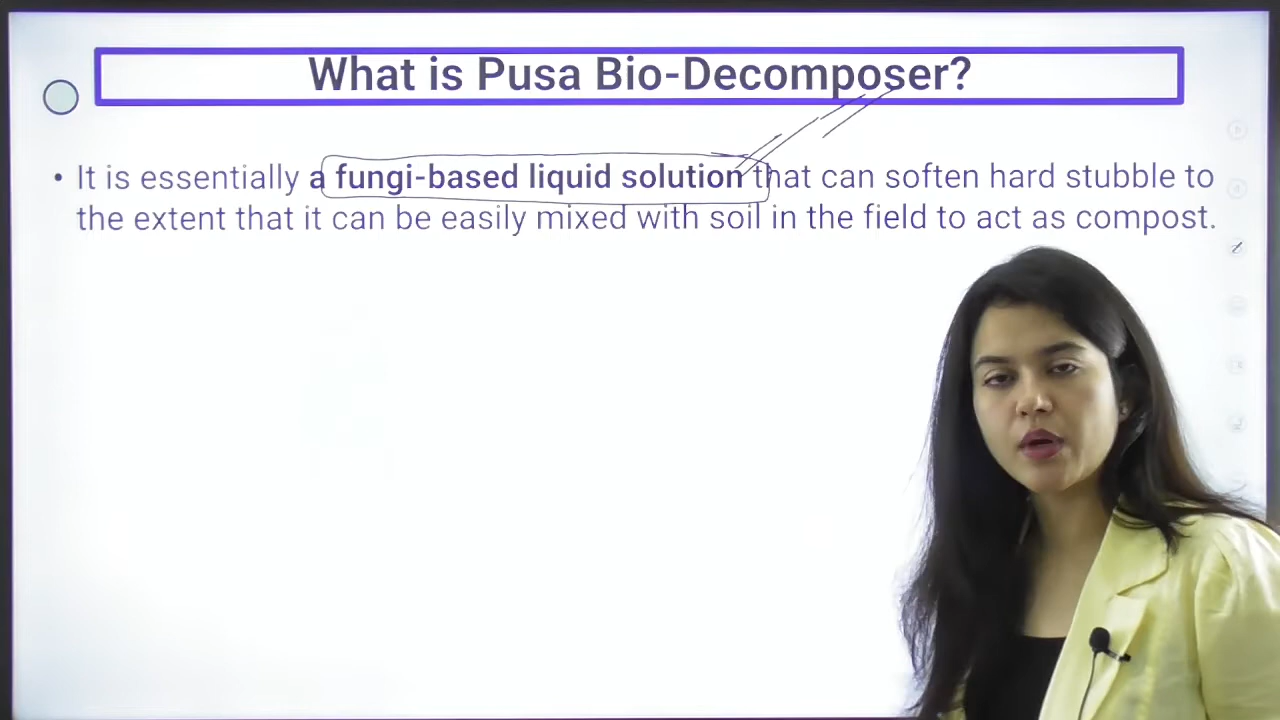 What is Pusa Bio-Decomposer?
• It is essentially a fungi-based liquid solution that can soften hard stubble to
the extent that it can be easily mixed with soil in the field to act as compost.